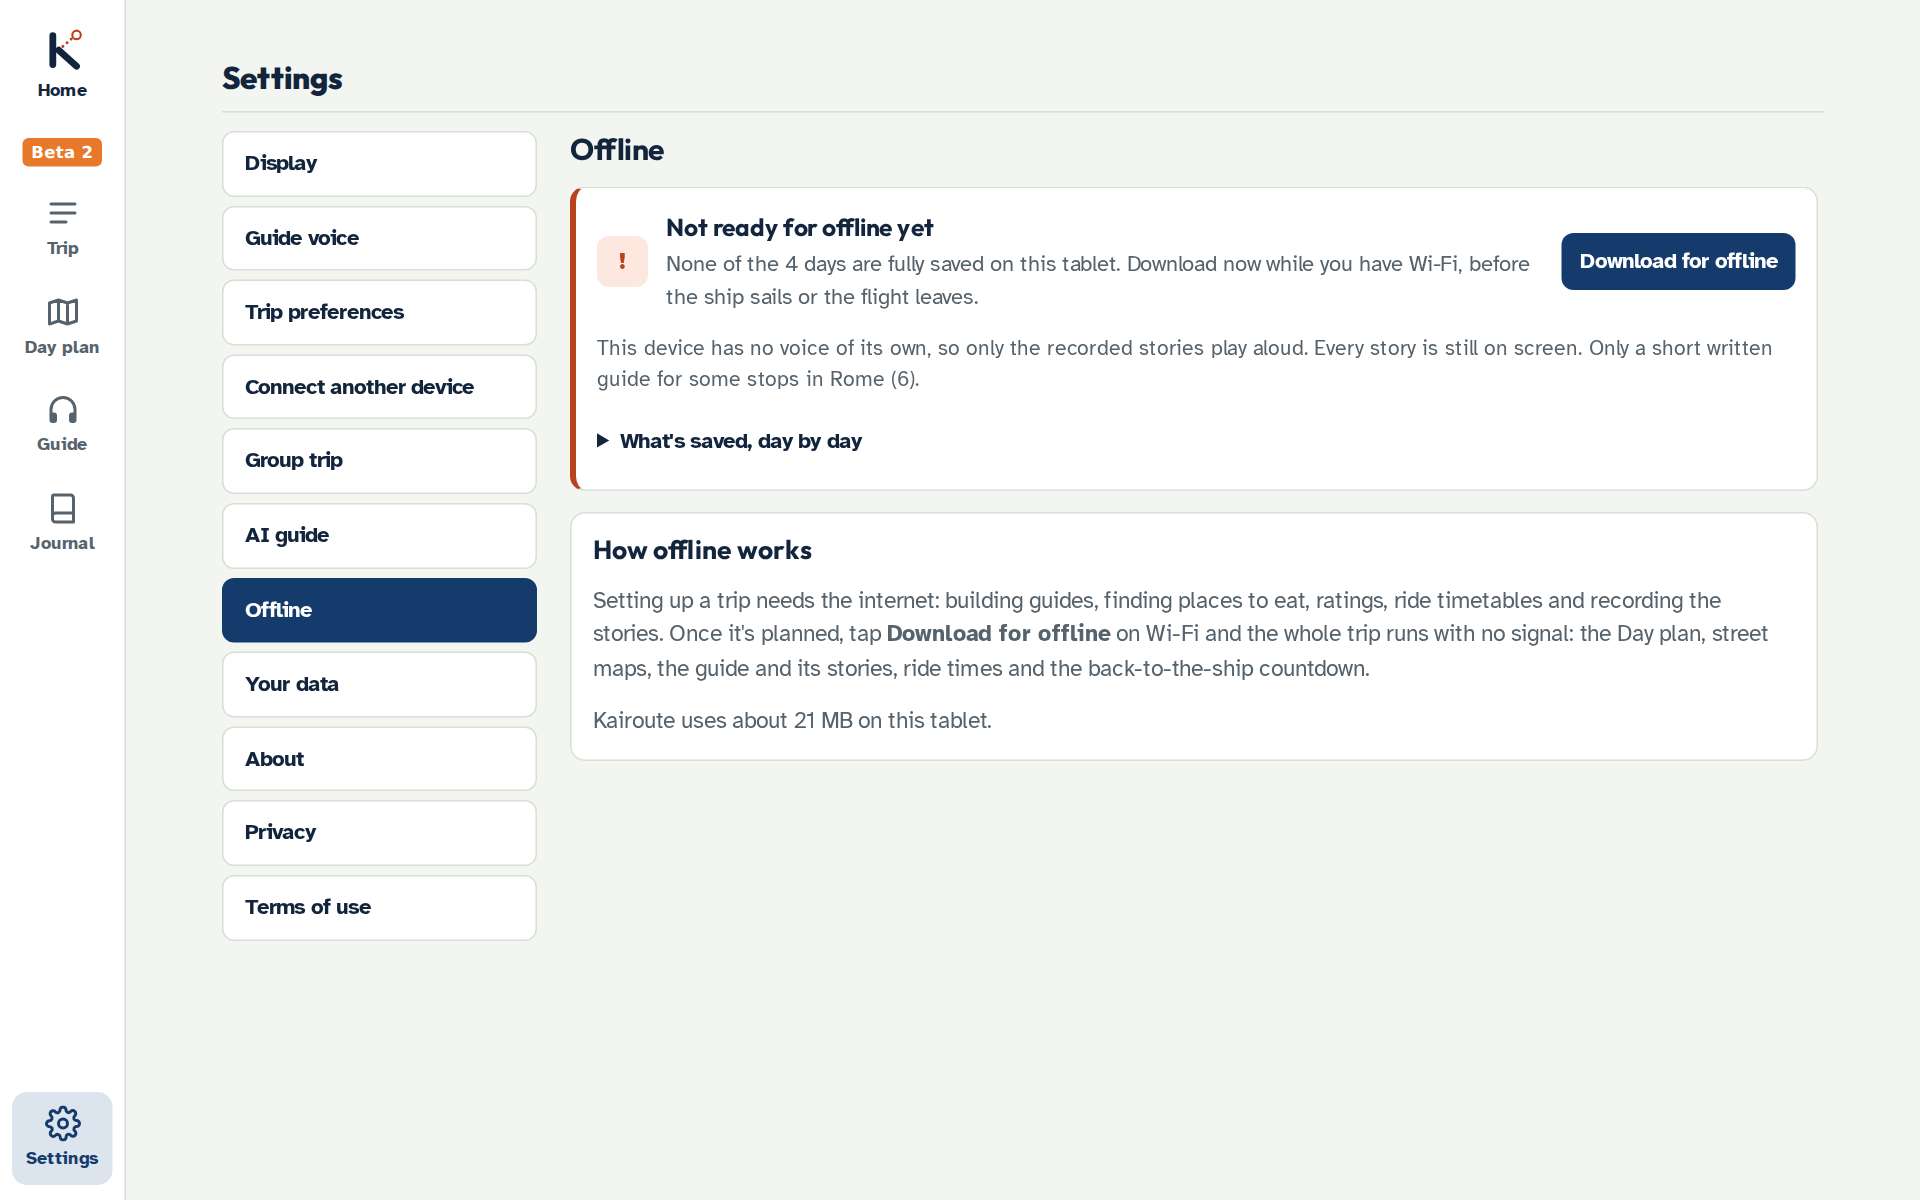 Home
Beta 2
Trip
Day plan
Guide
Journal
Settings
Settings
Display
Guide voice
Trip preferences
Connect another device
Group trip
AI guide
Offline
Your data
About
Privacy
Terms of use
Offline
!
Not ready for offline yet
None of the 4 days are fully saved on this tablet. Download now while you have Wi-Fi, before
the ship sails or the flight leaves.
Download for offline
This device has no voice of its own, so only the recorded stories play aloud. Every story is still on screen. Only a short written
guide for some stops in Rome (6).
What's saved, day by day
How offline works
Setting up a trip needs the internet: building guides, finding places to eat, ratings, ride timetables and recording the
stories. Once it's planned, tap Download for offline on Wi-Fi and the whole trip runs with no signal: the Day plan, street
maps, the guide and its stories, ride times and the back-to-the-ship countdown.
Kairoute uses about 21 MB on this tablet.